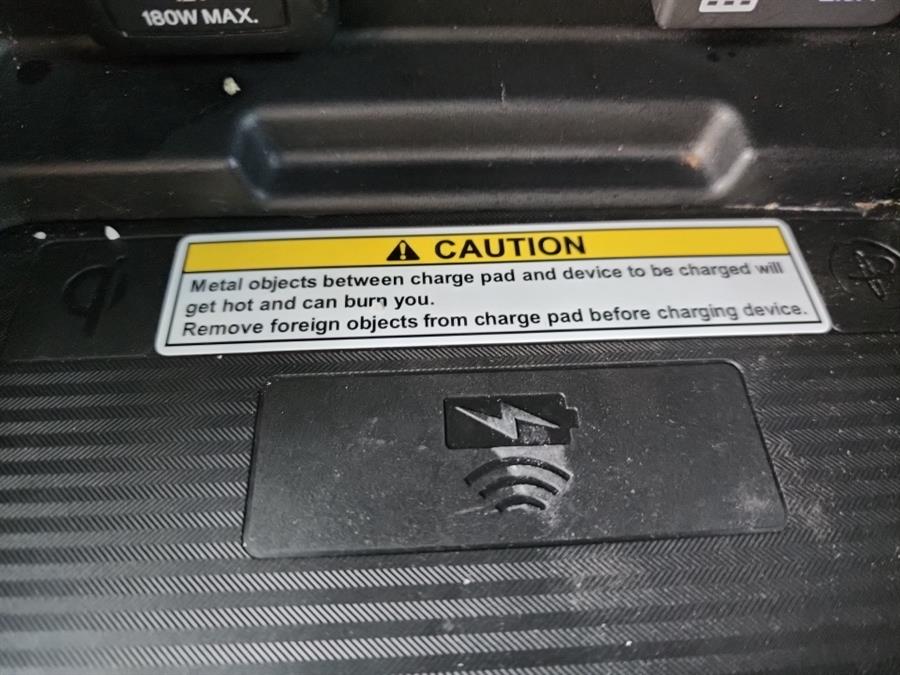 180W MAX.
CAUTION
Metal objects between charge pad and device to be charged will
get hot and can burn you.
Remove foreign objects from charge pad before charging device.
qi